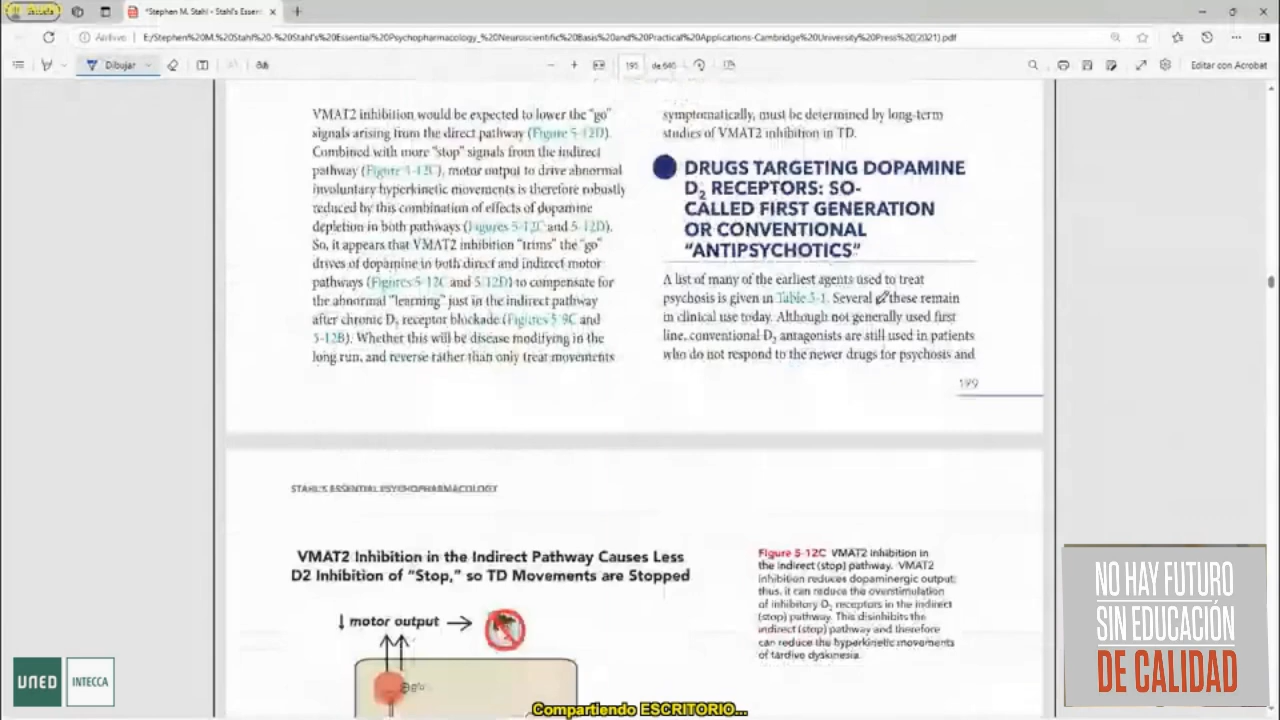 *Stephen M. Stahl - Stahl's Essen
Archivo
E:/Stephen%20M.%20Stahl%20-%20Stahl's%20Essential%20Psychopharmacology_%20Neuroscientific%20Basis%20and%20Practical%20Applications-Cambridge%20University%20Press%20(2021).pdf
Dibujar
195 de 640
Editar con Acrobat
VMAT2 inhibition would be expected to lower the "go"
signals arising from the direct pathway (Figure 5-12D).
Combined with more "stop" signals from the indirect
pathway (Figure 5-12C), motor output to drive abnormal
involuntary hyperkinetic movements is therefore robustly
reduced by this combination of effects of dopamine
depletion in both pathways (Figures 5-12C and 5-12D).
So, it appears that VMAT2 inhibition "trims" the "go"
drives of dopamine in both direct and indirect motor
pathways (Figures 5-12C and 5-12D) to compensate for
the abnormal "learning" just in the indirect pathway
after chronic D2 receptor blockade (Figures 5-9C and
5-12B). Whether this will be disease modifying in the
long run, and reverse rather than only treat movements
symptomatically, must be determined by long-term
studies of VMAT2 inhibition in TD.
DRUGS TARGETING DOPAMINE
D2 RECEPTORS: SO-
CALLED FIRST GENERATION
OR CONVENTIONAL
"ANTIPSYCHOTICS"
A list of many of the earliest agents used to treat
psychosis is given in Table 5-1. Several of these remain
in clinical use today. Although not generally used first
line, conventional D2 antagonists are still used in patients
who do not respond to the newer drugs for psychosis and
199
STAHL'S ESSENTIAL PSYCHOPHARMACOLOGY
VMAT2 Inhibition in the Indirect Pathway Causes Less
D2 Inhibition of "Stop," so TD Movements are Stopped
↓ motor output →
Figure 5-12C VMAT2 inhibition in
the indirect (stop) pathway. VMAT2
inhibition reduces dopaminergic output;
thus, it can reduce the overstimulation
of inhibitory D2 receptors in the indirect
(stop) pathway. This disinhibits the
indirect (stop) pathway and therefore
can reduce the hyperkinetic movements
of tardive dyskinesia.
NO HAY FUTURO
SIN EDUCACIÓN
DE CALIDAD
UNED
INTECCA
Compartiendo ESCRITORIO...